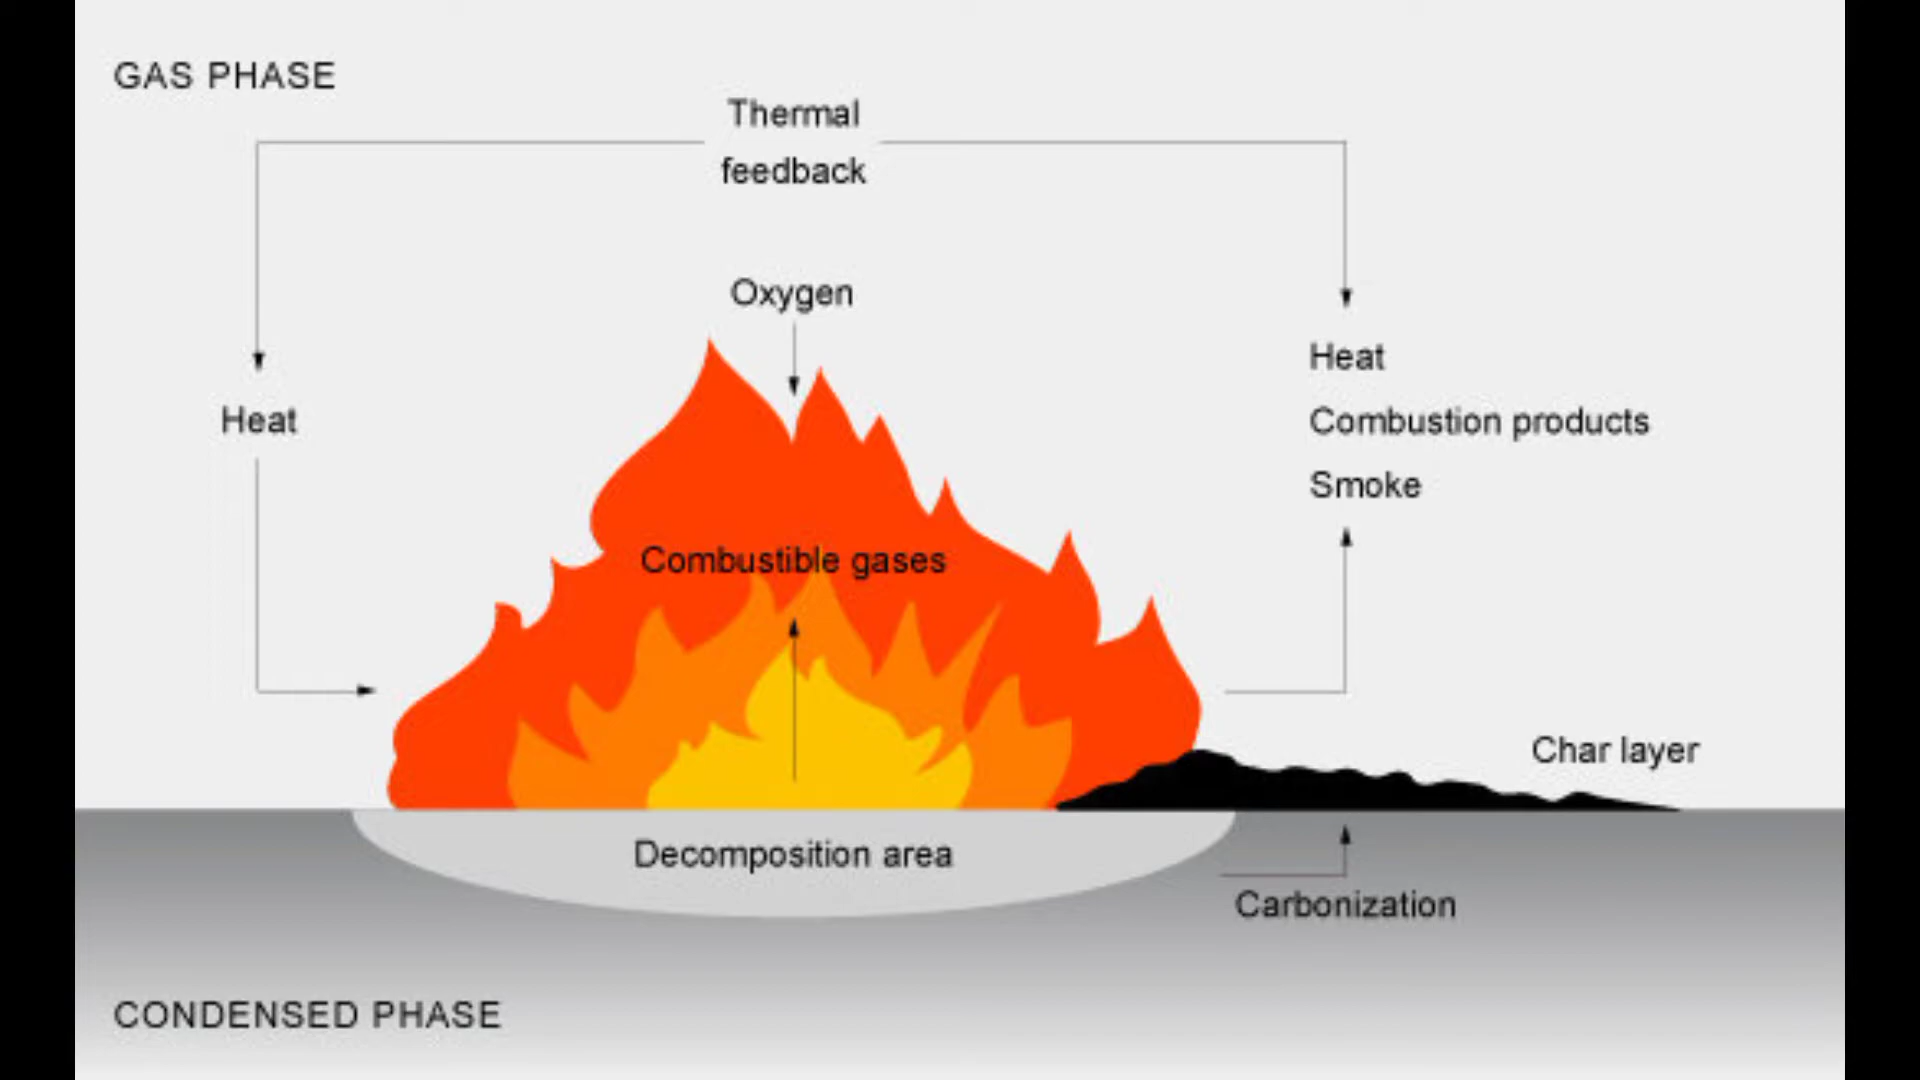 GAS PHASE
Thermal
feedback
Oxygen
Heat
Heat
Combustion products
Smoke
Combustible gases
Char layer
Decomposition area
Carbonization
CONDENSED PHASE